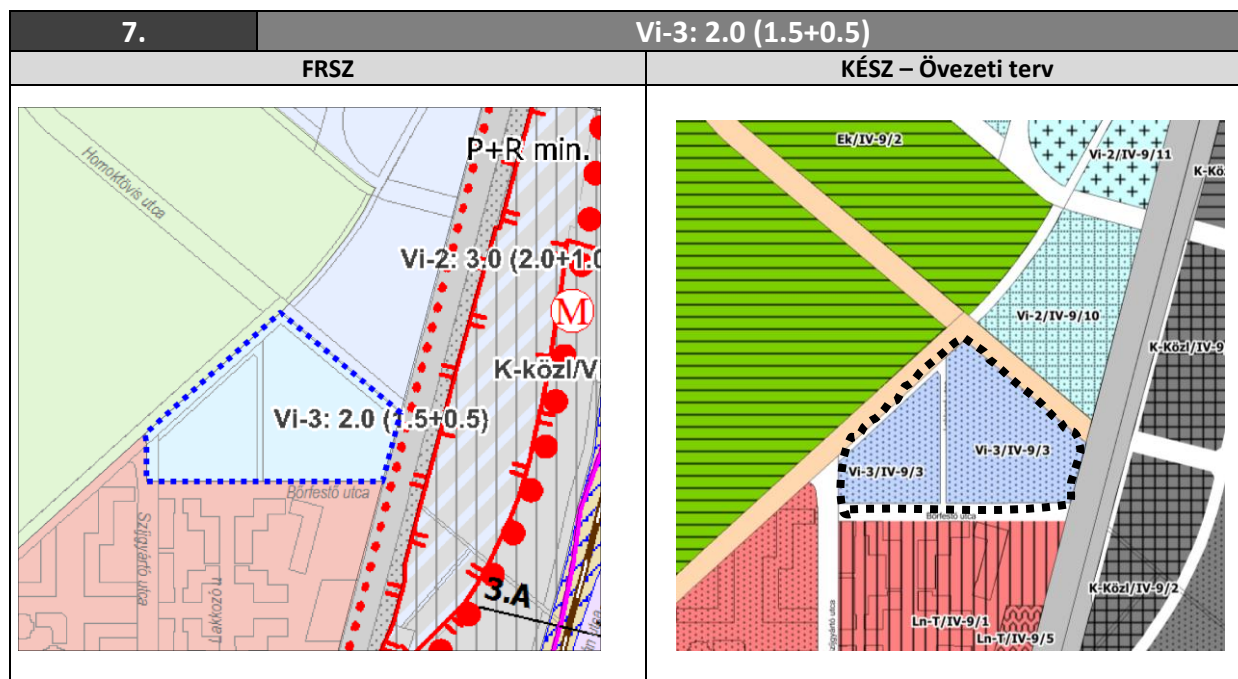 7.
Vi-3: 2.0 (1.5+0.5)
FRSZ
KÉSZ – Övezeti terv
P+R min.
Homoktövis utca
Vi-2: 3.0 (2.0+1.0
M
K-közl/V
Vi-3: 2.0 (1.5+0.5)
Bőrfestő utca
Szíjgyártó utca
Lakkozó u
3.A
Ek/IV-9/2
Vi-2/IV-9/11
K-Kö
Vi-2/IV-9/10
K-Közl/IV-9
Vi-3/IV-9/3
Vi-3/IV-9/3
Bőrfestő utca
K-Közl/IV-9/2
Ln-T/IV-9/1
Ln-T/IV-9/5
Szíjgyártó utca